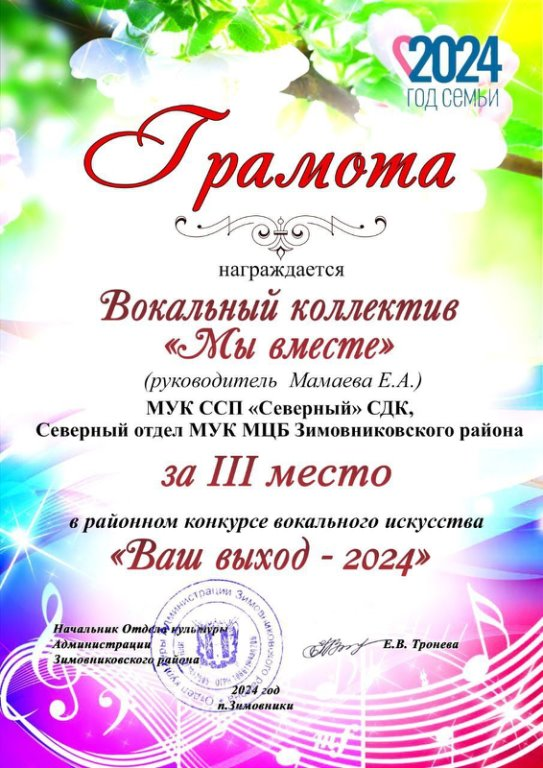 2024
ГОД СЕМЬИ
Грамота
награждается
Вокальный коллектив
«Мы вместе»
(руководитель Мамаева Е.А.)
МУК ССП «Северный» СДК,
Северный отдел МУК МЦБ Зимовниковского района
за III место
в районном конкурсе вокального искусства
«Ваш выход - 2024»
Начальник Отдела культуры
Администрации
Зимовниковского района
Е.В. Тронева
2024 год
п.Зимовники